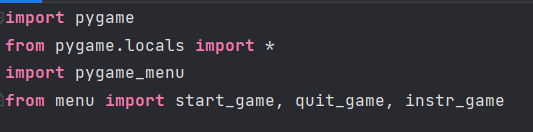 import pygame
from pygame.locals import *
import pygame_menu
from menu import start_game, quit_game, instr_game